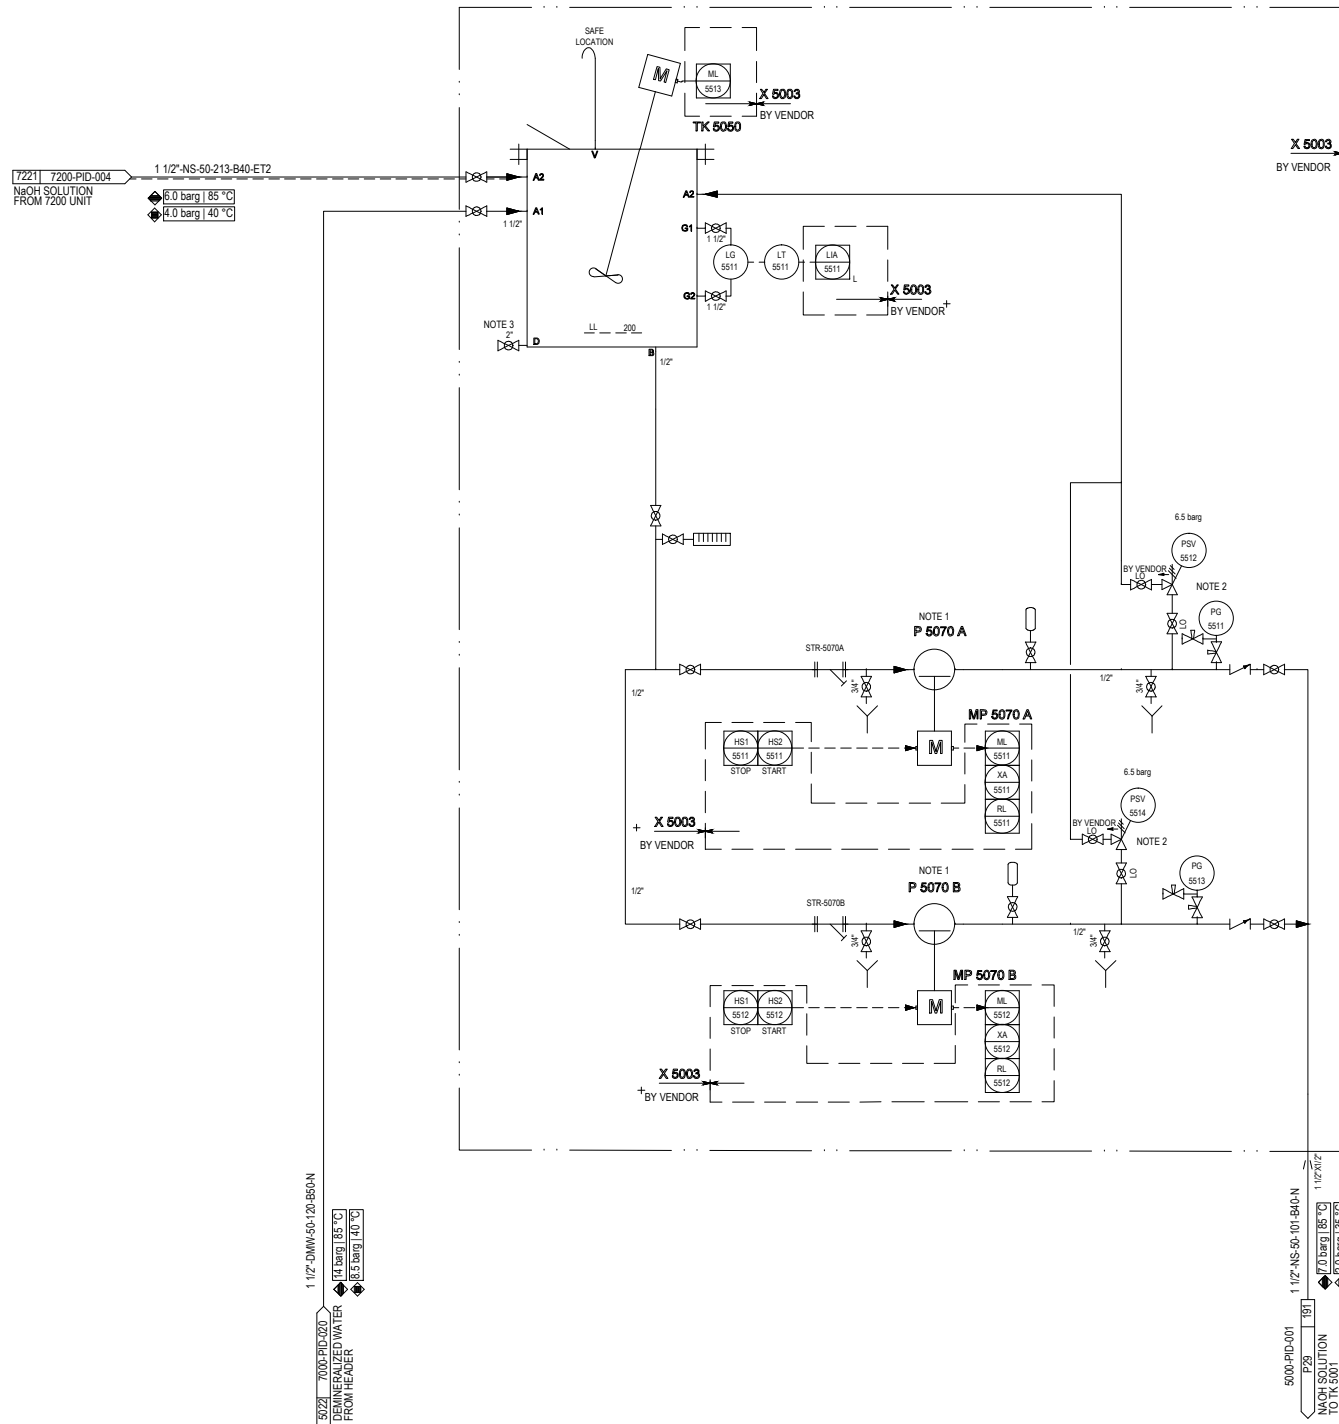 SAFE
LOCATION
M
ML
5513
X 5003
BY VENDOR
TK 5050
X 5003
BY VENDOR
7221 7200-PID-004
1 1/2"-NS-50-213-B40-ET2
NaOH SOLUTION
FROM 7200 UNIT
6.0 barg | 85 °C
4.0 barg | 40 °C
V
A2
A1
1 1/2"
A2
G1
1 1/2"
LG
5511
LT
5511
LIA
5511
L
X 5003
BY VENDOR
G2
1 1/2"
NOTE 3
2"
D
LL 200
B
1/2"
6.5 barg
PSV
5512
BY VENDOR
LO
NOTE 2
LO
PG
5511
NOTE 1
P 5070 A
STR-5070A
1/2"
3/4"
1/2"
3/4"
MP 5070 A
HS1
5511
HS2
5511
STOP START
M
ML
5511
XA
5511
RL
5511
X 5003
BY VENDOR
6.5 barg
PSV
5514
BY VENDOR
LO
NOTE 2
LO
PG
5513
NOTE 1
P 5070 B
STR-5070B
1/2"
3/4"
1/2"
3/4"
MP 5070 B
HS1
5512
HS2
5512
STOP START
M
ML
5512
XA
5512
RL
5512
X 5003
BY VENDOR
1 1/2"-DMW-50-120-B50-N
14 barg | 85 °C
8.5 barg | 40 °C
5022 7000-PID-020
DEMINERALIZED WATER
FROM HEADER
1 1/2"X1/2"
1 1/2"-NS-50-101-B40-N
7.0 barg | 85 °C
5000-PID-001
P29 191
NAOH SOLUTION
TO TK 5001